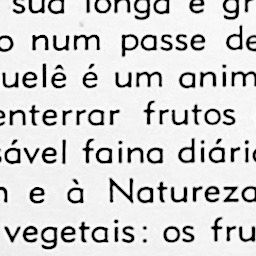 sua longa e gr
o num passe de
uelê é um anim
enterrar frutos
sável faina diári
n e à Natureza
vegetais: os fru